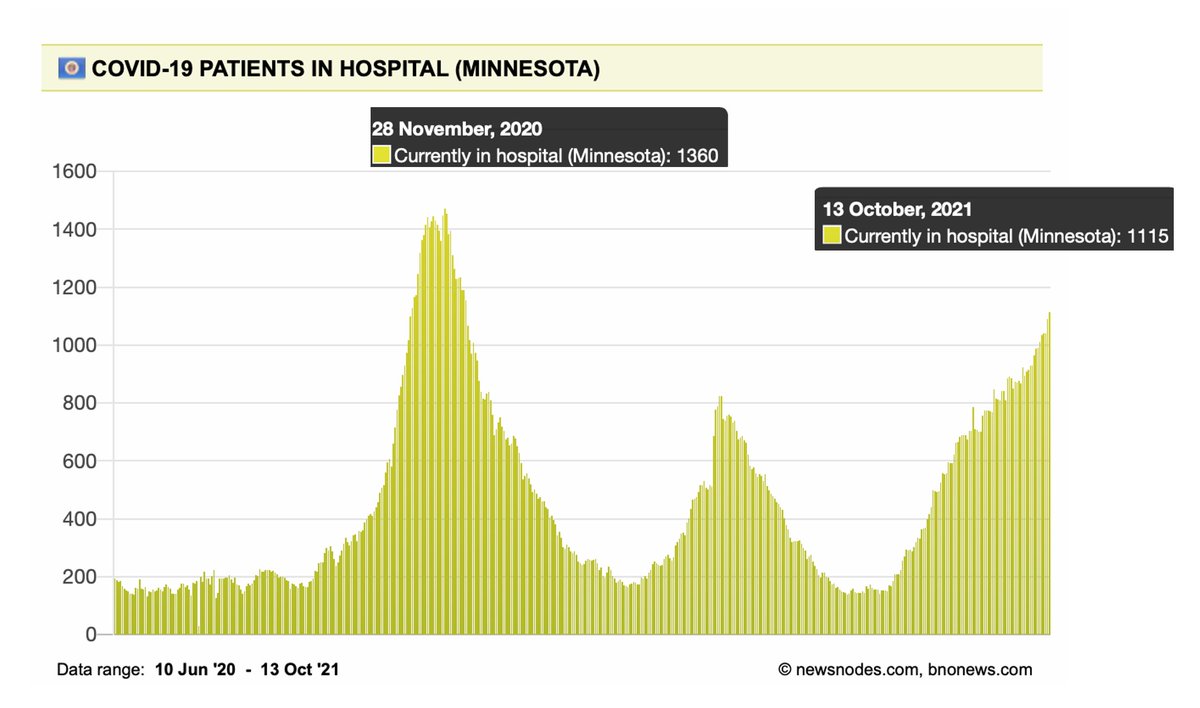 COVID-19 PATIENTS IN HOSPITAL (MINNESOTA)
28 November, 2020
Currently in hospital (Minnesota): 1360
13 October, 2021
Currently in hospital (Minnesota): 1115
1600
1400
1200
1000
800
600
400
200
0
Data range: 10 Jun '20 - 13 Oct '21
© newsnodes.com, bnonews.com